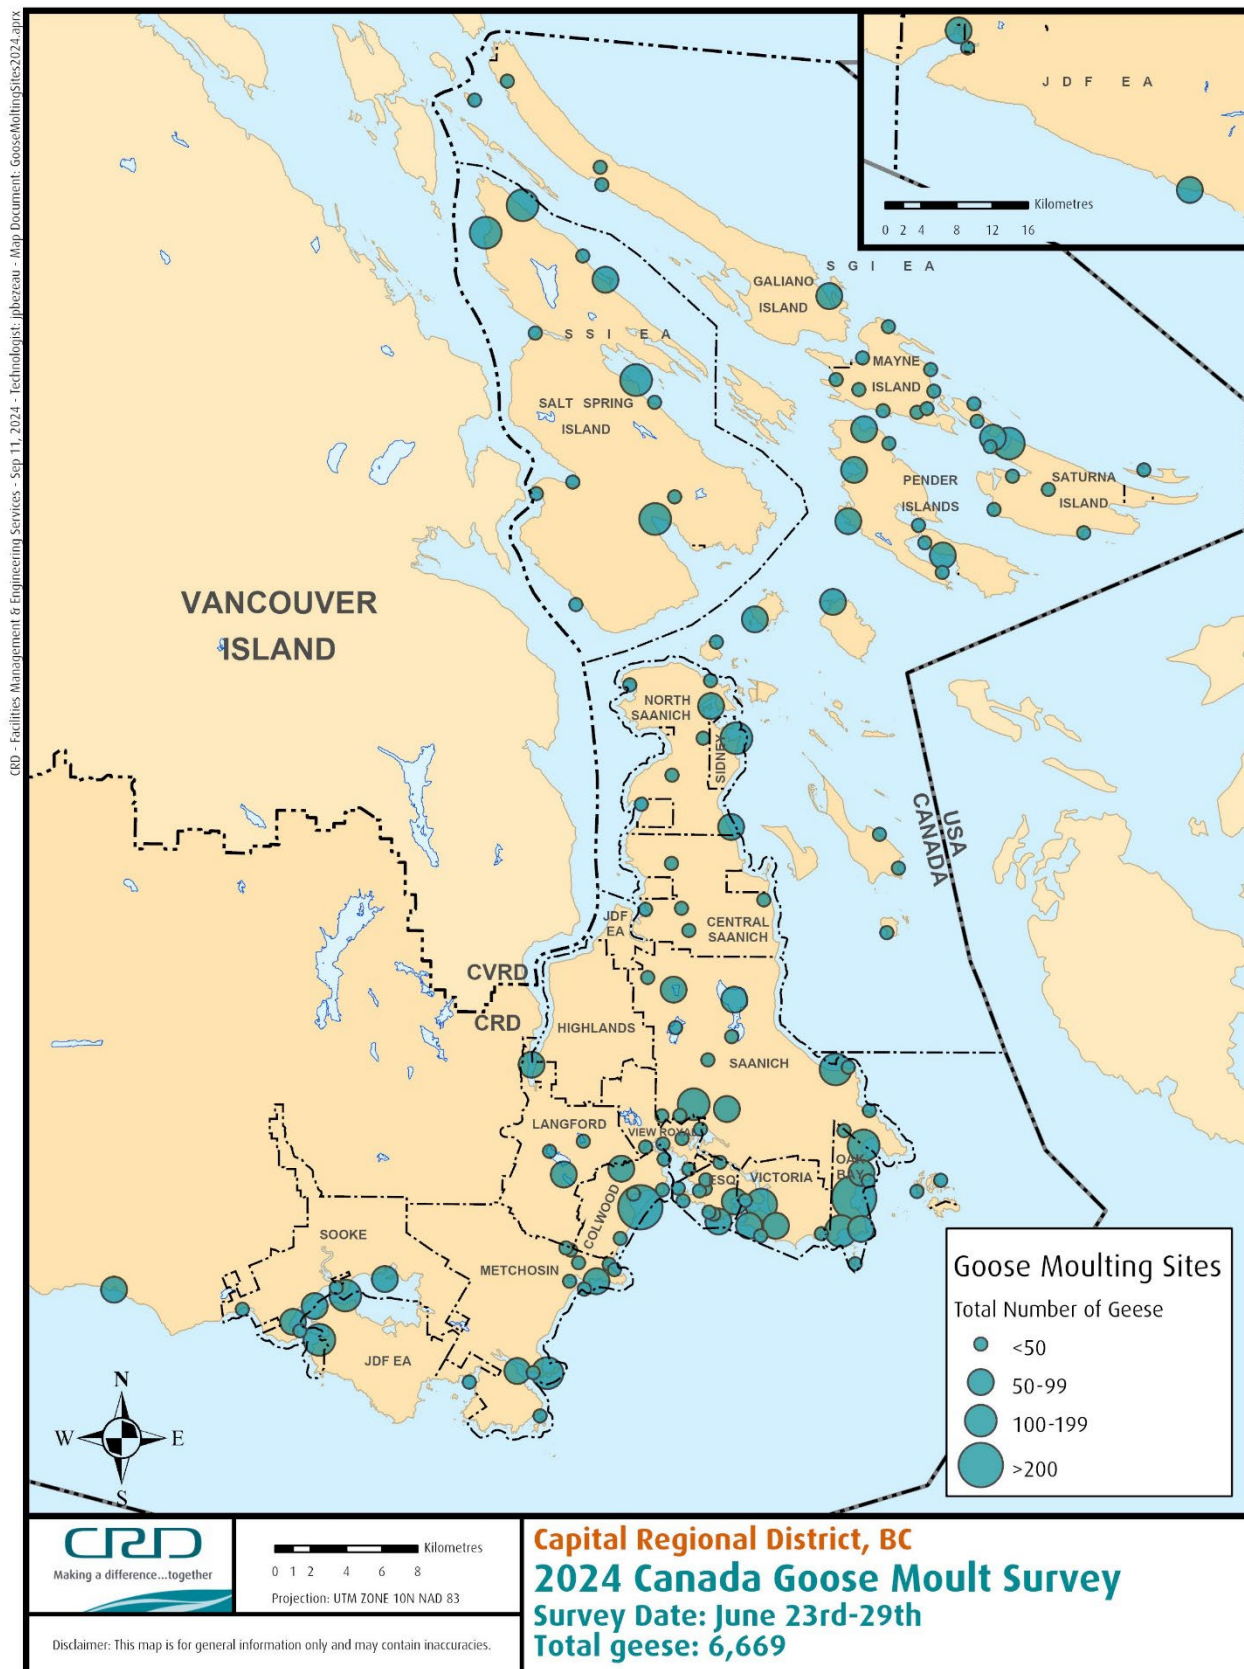 CRD - Facilities Management & Engineering Services - Sep 11, 2024 - Technologist: jpbezeau - Map Document: GooseMoltingSites2024.aprx
JDF EA
Kilometres
0 2 4 8 12 16
SGI EA
GALIANO
ISLAND
SSI EA
MAYNE
ISLAND
SALT SPRING
ISLAND
PENDER
ISLANDS
SATURNA
ISLAND
VANCOUVER
ISLAND
NORTH
SAANICH
SIDNEY
USA
CANADA
JDF
EA
CENTRAL
SAANICH
CVRD
CRD
HIGHLANDS
SAANICH
LANGFORD
VIEW ROYAL
OAK
BAY
ESQ
VICTORIA
COLWOOD
SOOKE
METCHOSIN
JDF EA
N
W E
S
Goose Moulting Sites
Total Number of Geese
<50
50-99
100-199
>200
CRD
Making a difference...together
Kilometres
0 1 2 4 6 8
Projection: UTM ZONE 10N NAD 83
Disclaimer: This map is for general information only and may contain inaccuracies.
Capital Regional District, BC
2024 Canada Goose Moult Survey
Survey Date: June 23rd-29th
Total geese: 6,669